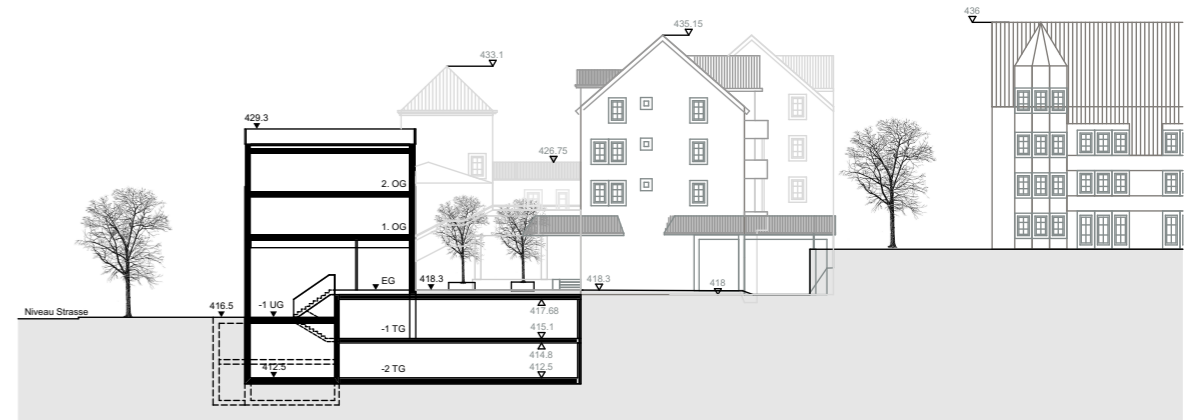 436
435.15
433.1
429.3
426.75
2. OG
1. OG
EG
418.3
418.3
418
416.5
-1 UG
Niveau Strasse
417.68
-1 TG
415.1
414.8
412.5
412.5
-2 TG